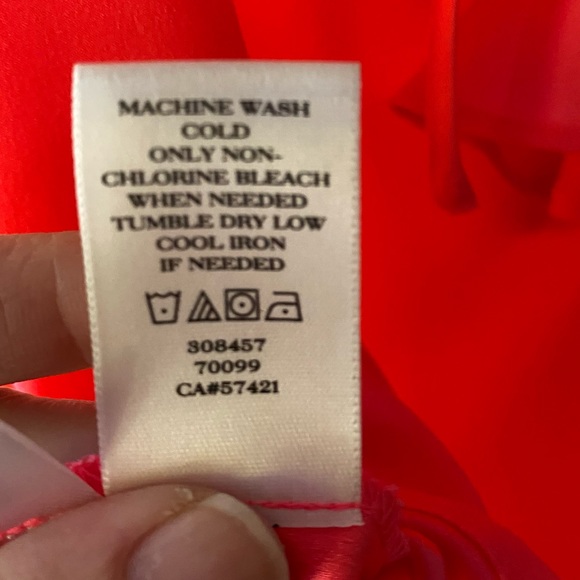 MACHINE WASH
COLD
ONLY NON-
CHLORINE BLEACH
WHEN NEEDED
TUMBLE DRY LOW
COOL IRON
IF NEEDED
308457
70099
CA#57421